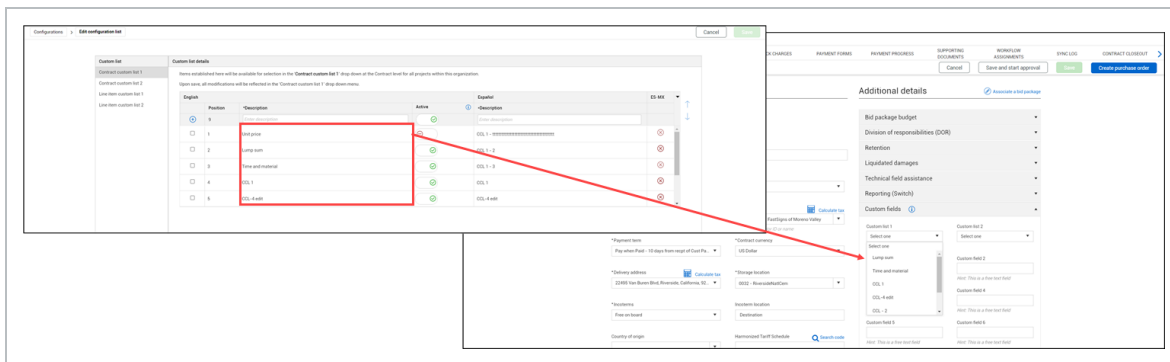 Configurations > Edit configuration list
Cancel
Save
Custom list
Contract custom list 1
Contract custom list 2
Line item custom list 1
Line item custom list 2
Custom list details
Items established here will be available for selection in the 'Contract custom list 1' drop down at the Contract level for all projects within this organization.
Upon save, all modifications will be reflected in the 'Contract custom list 1' drop down menu.
English
Español
ES-MX
Position
*Description
Active
*Description
9
Enter description
Enter description
1
Unit price
2
Lump sum
CCL 1 - 2
3
Time and material
CCL 1 - 3
4
CCL 1
CCL 1
5
CCL-4 edit
CCL-4 edit
CHARGES
PAYMENT FORMS
PAYMENT PROGRESS
SUPPORTING DOCUMENTS
WORKFLOW ASSIGNMENTS
SYNC LOG
CONTRACT CLOSEOUT
Cancel
Save and start approval
Save
Create purchase order
Additional details
Associate a bid package
Bid package budget
Division of responsibilities (DOR)
Retention
Liquidated damages
Technical field assistance
Reporting (Switch)
Custom fields
Custom list 1
Custom list 2
Select one
Select one
Select one
Lump sum
Time and material
CCL 1
CCL-4 edit
CCL - 2
Custom field 2
Hint: This is a free text field
Custom field 4
Hint: This is a free text field
Custom field 5
Custom field 6
Hint: This is a free text field
Hint: This is a free text field
Calculate tax
FastSigns of Moreno Valley
*Payment term
*Contract currency
Pay when Paid - 10 days from recpt of Cust Pa...
US Dollar
*Delivery address
Calculate tax
*Storage location
22495 Van Buren Blvd, Riverside, California, 92...
0032 - RiversideNatlCem
*Incoterms
Incoterm location
Free on board
Destination
Country of origin
Harmonized Tariff Schedule
Search code